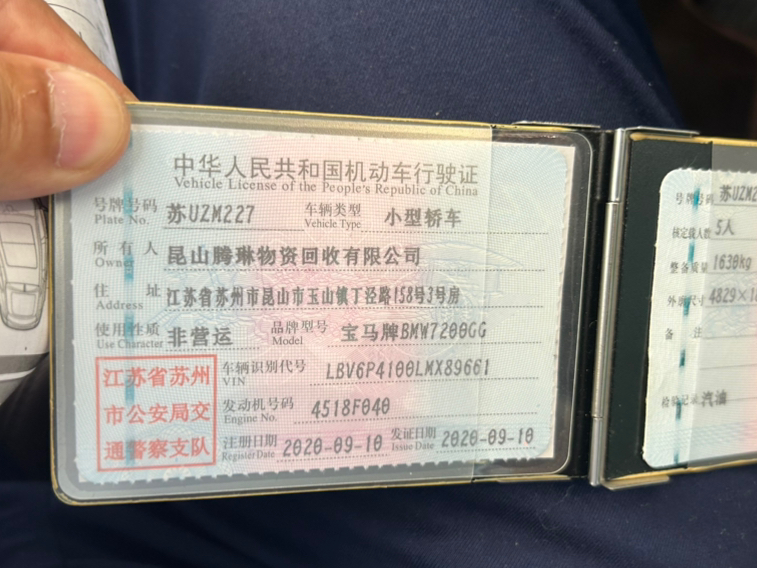 中华人民共和国机动车行驶证
Vehicle License of the People's Republic of China
号牌号码 苏UZM227 车辆类型 小型轿车
Plate No. Vehicle Type
所有人 昆山腾琳物资回收有限公司
Owner
住址 江苏省苏州市昆山市玉山镇丁泾路158号3号房
Address
使用性质 非营运 品牌型号 宝马牌BMW7200GG
Use Character Model
江苏省苏州
市公安局交
通警察支队
车辆识别代号 LBV6P4100LMX89661
VIN
发动机号码 4518F040
Engine No.
注册日期 2020-09-10 发证日期 2020-09-10
Register Date Issue Date
号牌号码 苏UZM2
核定载人数 5人
整备质量 1630kg
外廓尺寸 4829×18
备注
检验记录 汽油